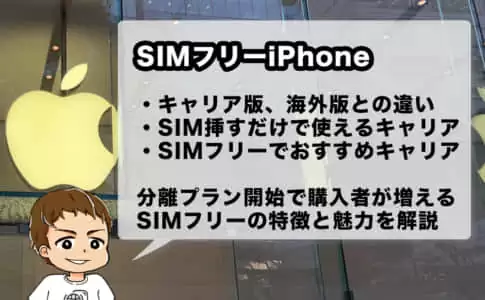 SIMフリーiPhone
・キャリア版、海外版との違い
・SIM挿すだけで使えるキャリア
・SIMフリーでおすすめキャリア
分離プラン開始で購入者が増える
SIMフリーの特徴と魅力を解説